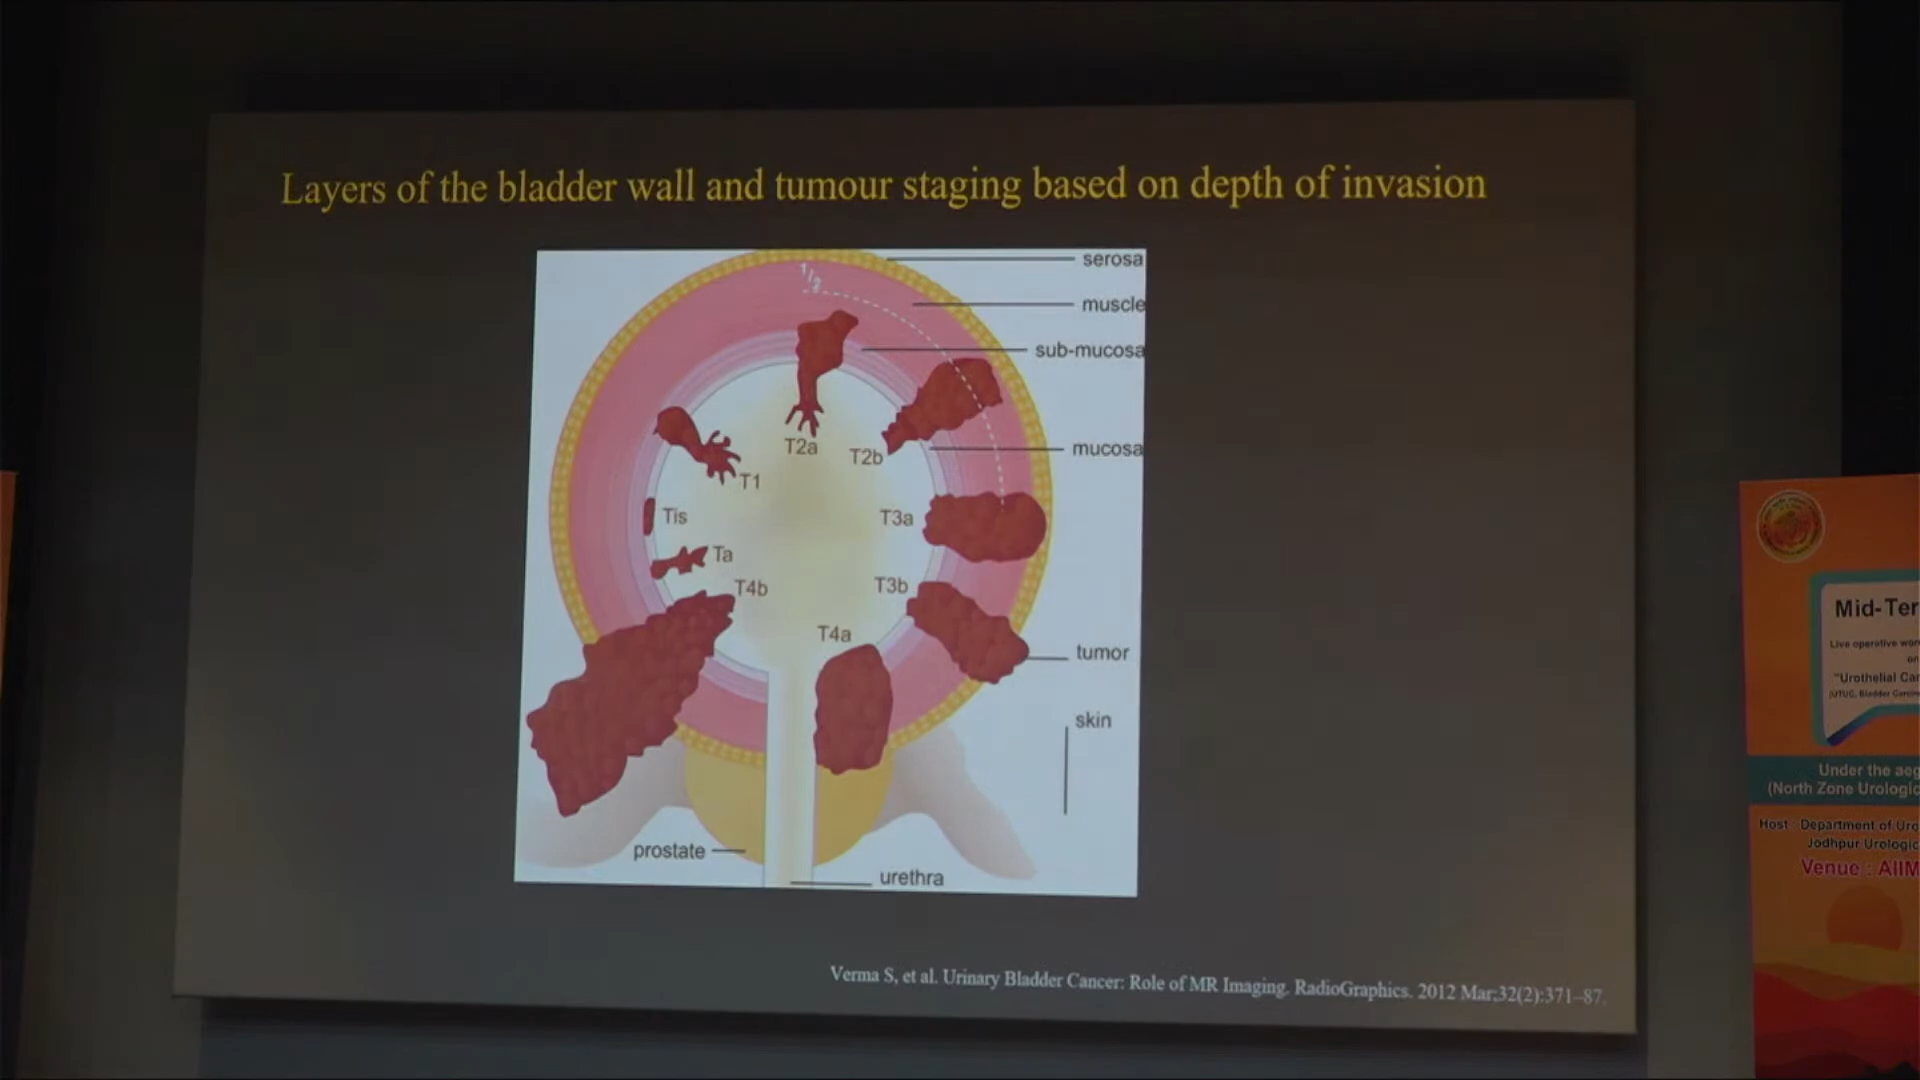 Layers of the bladder wall and tumour staging based on depth of invasion
serosa
1/2
muscle
sub-mucosa
mucosa
T2a
T2b
T1
Tis
T3a
Ta
T4b
T3b
T4a
tumor
skin
prostate
urethra
Verma S, et al. Urinary Bladder Cancer: Role of MR Imaging. RadioGraphics. 2012 Mar;32(2):371–87.
Mid-Ter
Live operative wor
on
"Urothelial Car
(UTUC, Bladder
Under the aeg
(North Zone Urologic
Host : Department of Uro
Jodhpur Urologic
Venue : AIIM